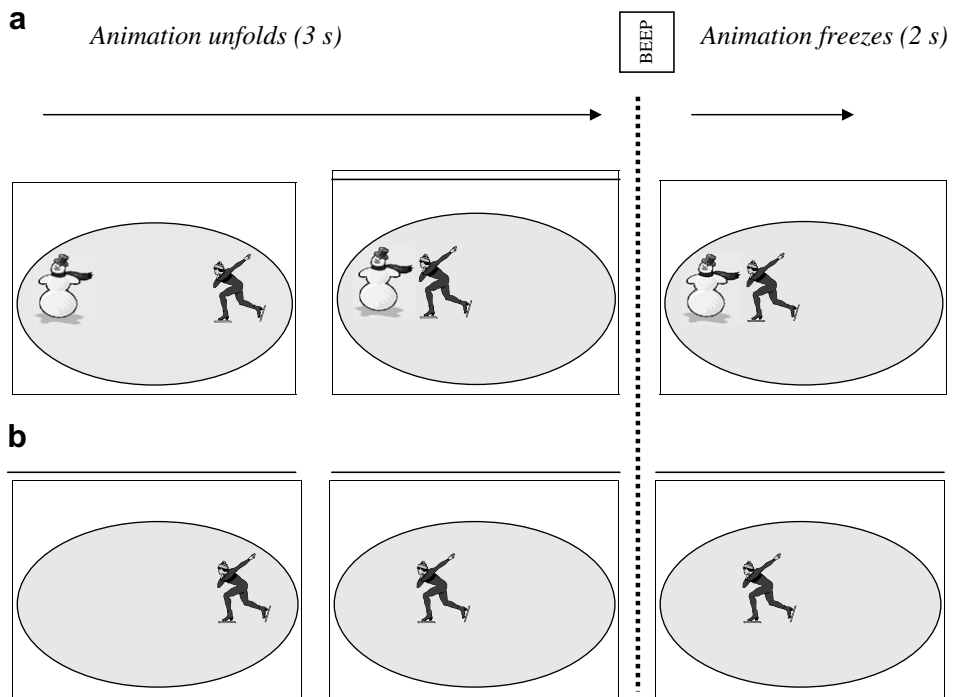 a
Animation unfolds (3 s)
BEEP
Animation freezes (2 s)
b